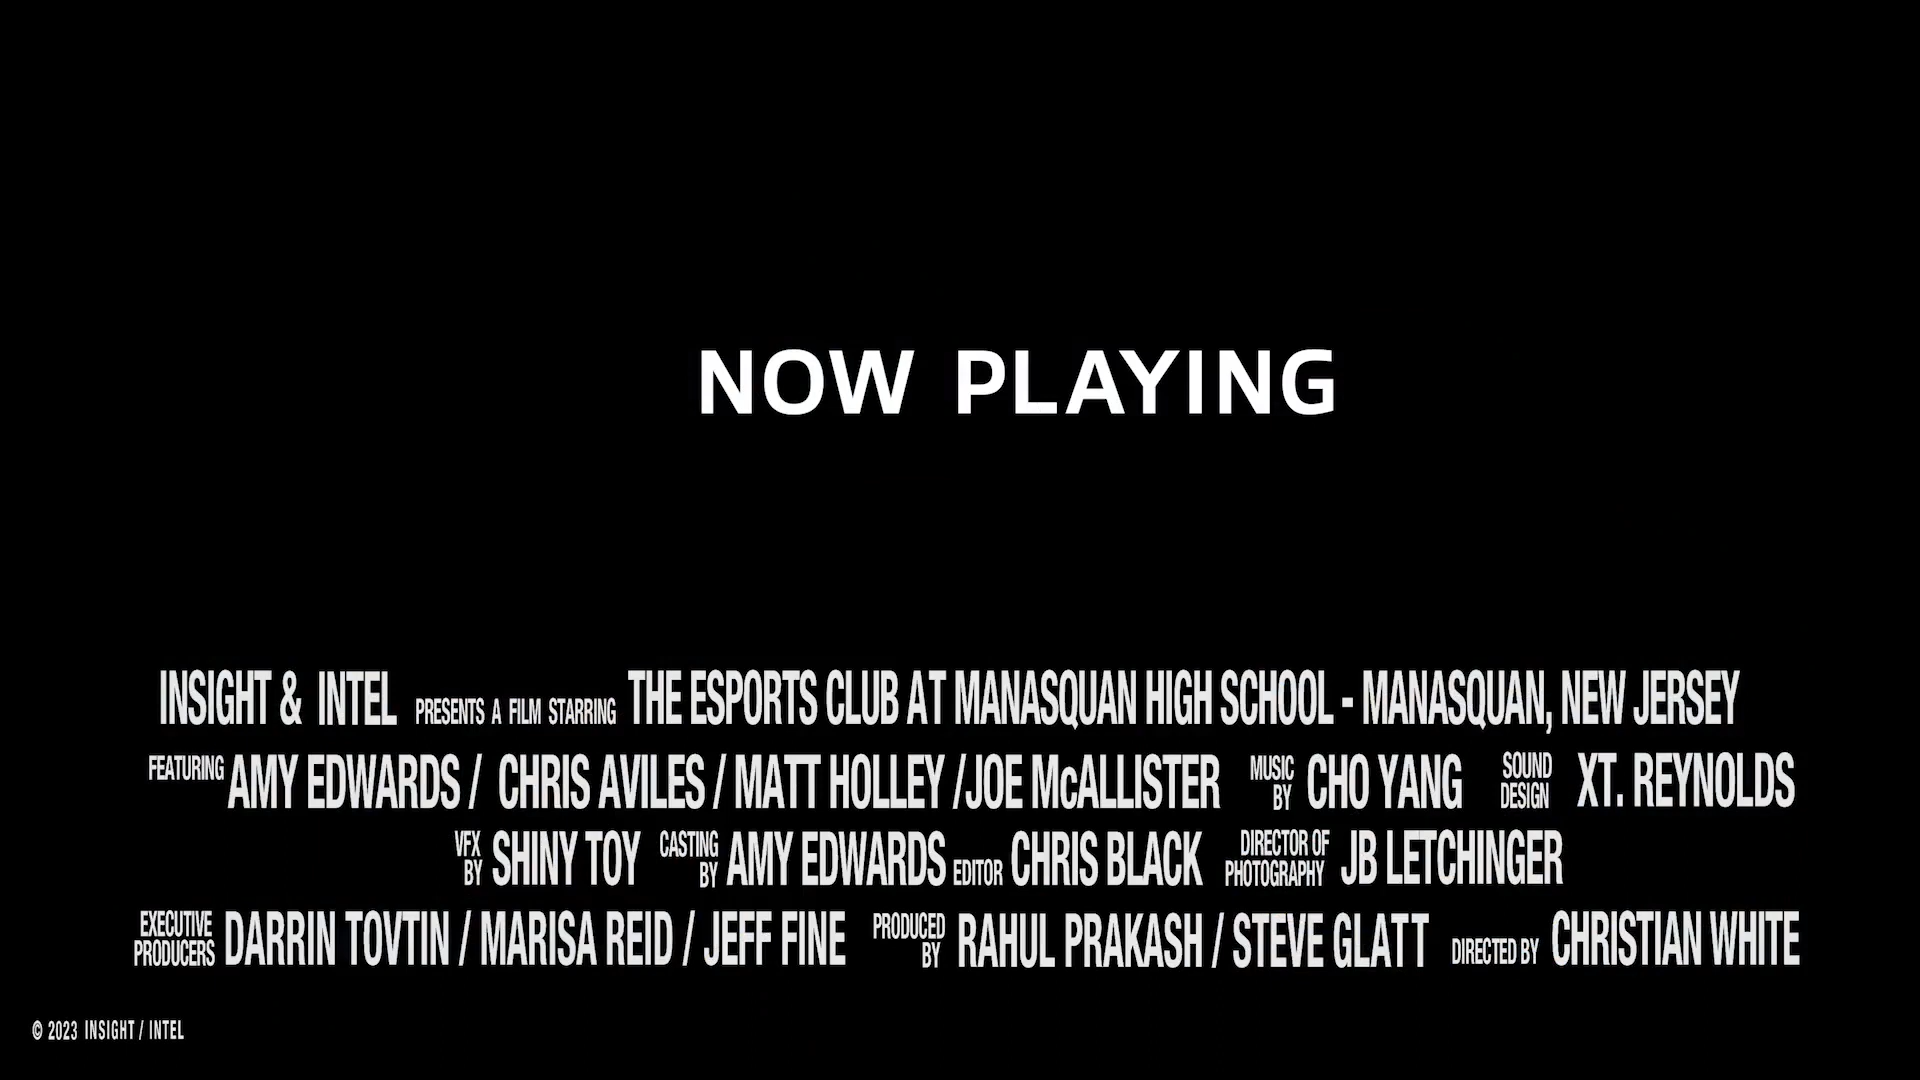 NOW PLAYING
INSIGHT & INTEL PRESENTS A FILM STARRING THE ESPORTS CLUB AT MANASQUAN HIGH SCHOOL - MANASQUAN, NEW JERSEY
FEATURING AMY EDWARDS / CHRIS AVILES / MATT HOLLEY /JOE McALLISTER MUSIC BY CHO YANG SOUND DESIGN XT. REYNOLDS
VFX BY SHINY TOY CASTING BY AMY EDWARDS EDITOR CHRIS BLACK DIRECTOR OF PHOTOGRAPHY JB LETCHINGER
EXECUTIVE PRODUCERS DARRIN TOVTIN / MARISA REID / JEFF FINE PRODUCED BY RAHUL PRAKASH / STEVE GLATT DIRECTED BY CHRISTIAN WHITE
© 2023 INSIGHT / INTEL